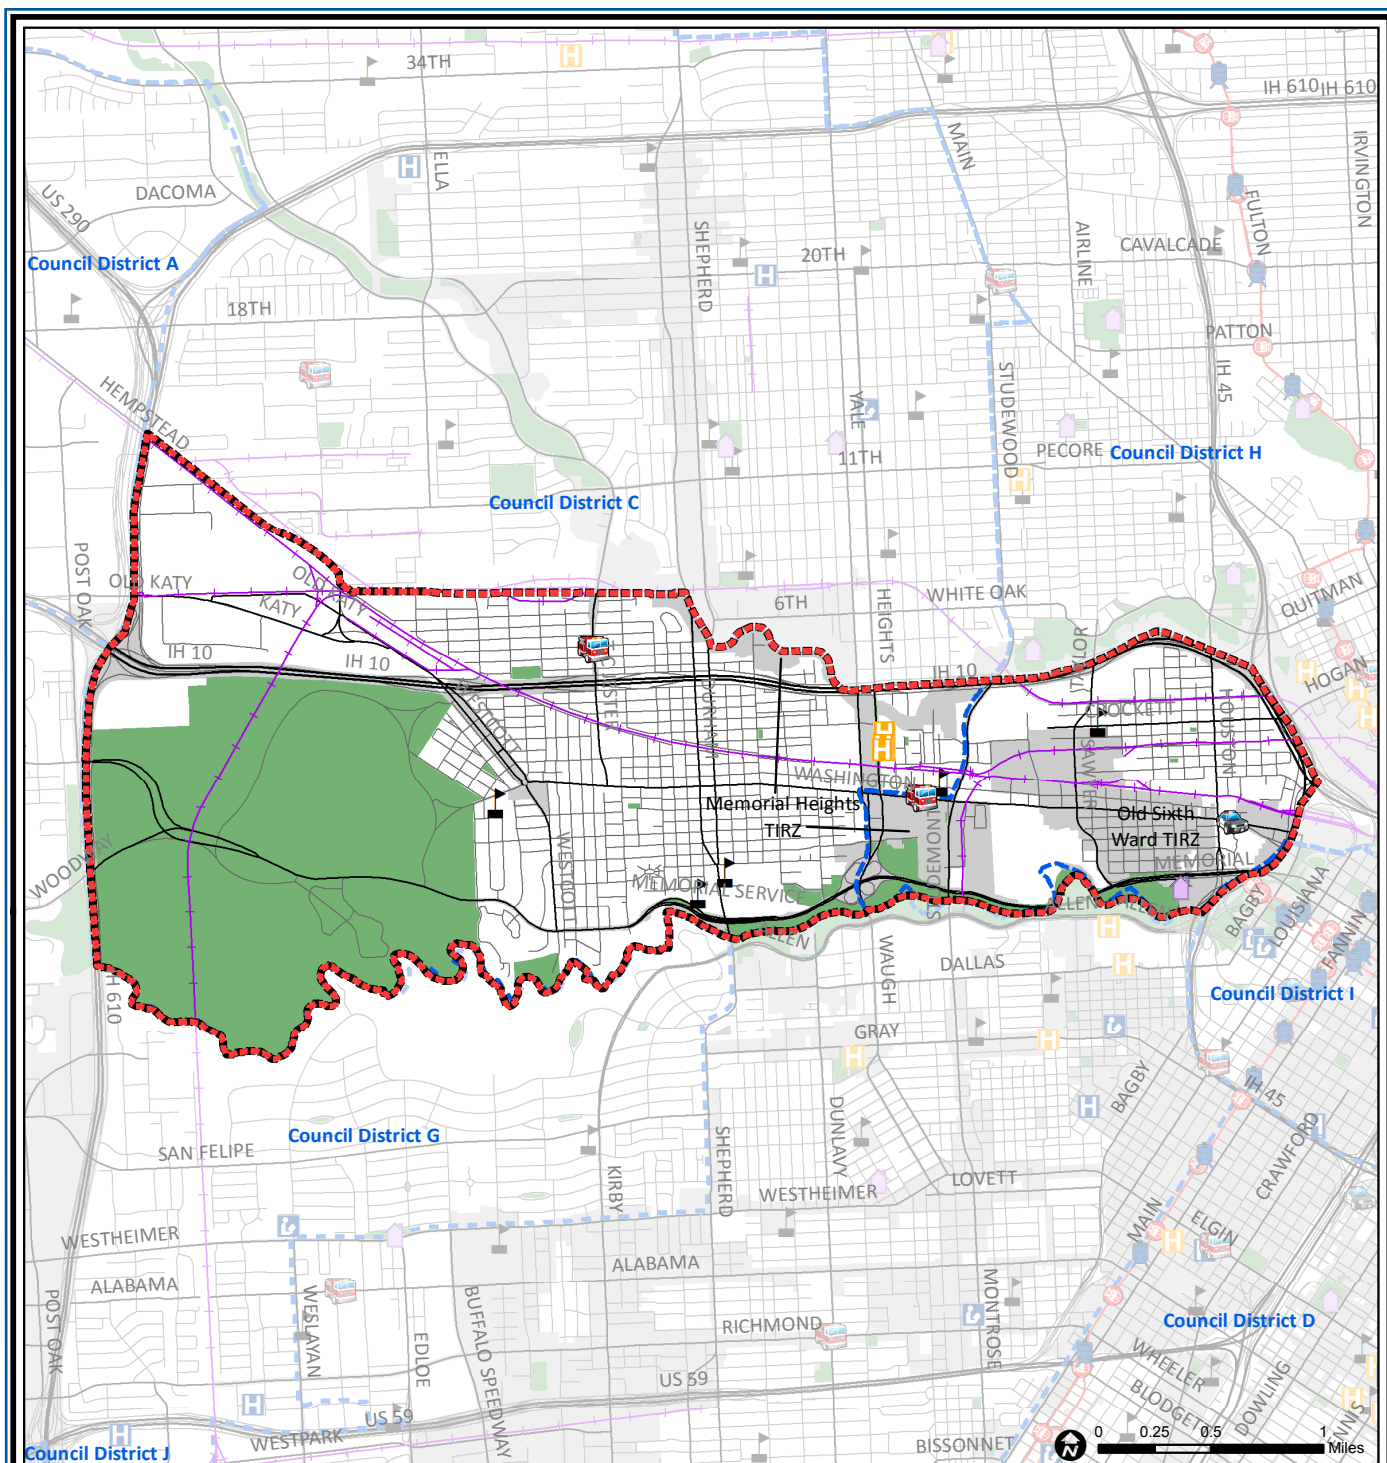 34TH
IH 610
IH 610
MAIN
IRVINGTON
ELLA
DACOMA
US 290
FULTON
SHEPHERD
AIRLINE
CAVALCADE
20TH
Council District A
18TH
PATTON
IH 45
HEMPSTEAD
YALE
STUDEWOOD
PECORE
Council District H
11TH
Council District C
POST OAK
OLD KATY
OLD KATY
KATY
6TH
HEIGHTS
WHITE OAK
QUITMAN
HOGAN
IH 10
IH 10
IH 10
WESTCOTT
DURHAM
CROCKETT
HOUSTON
SAWYER
WASHINGTON
Memorial Heights
TIRZ
Old Sixth
Ward TIRZ
MEMORIAL
WOODWAY
WESTCOTT
MEMORIAL SERVICE
STUDEMONT
ALLEN
ALLEN
ALLEN
BAGBY
LOUISIANA
FANNIN
WAUGH
DALLAS
IH 610
Council District I
GRAY
BAGBY
IH 45
DUNLAVY
CRAWFORD
Council District G
SAN FELIPE
SHEPHERD
KIRBY
WESTHEIMER
LOVETT
WESTHEIMER
MAIN
ELGIN
ALABAMA
ALABAMA
POST OAK
WESLAYAN
EDLOE
BUFFALO SPEEDWAY
RICHMOND
MONTROSE
Council District D
WHEELER
BLODGETT
DOWLING
US 59
US 59
WESTPARK
BISSONNET
Council District J
N
0 0.25 0.5 1
Miles